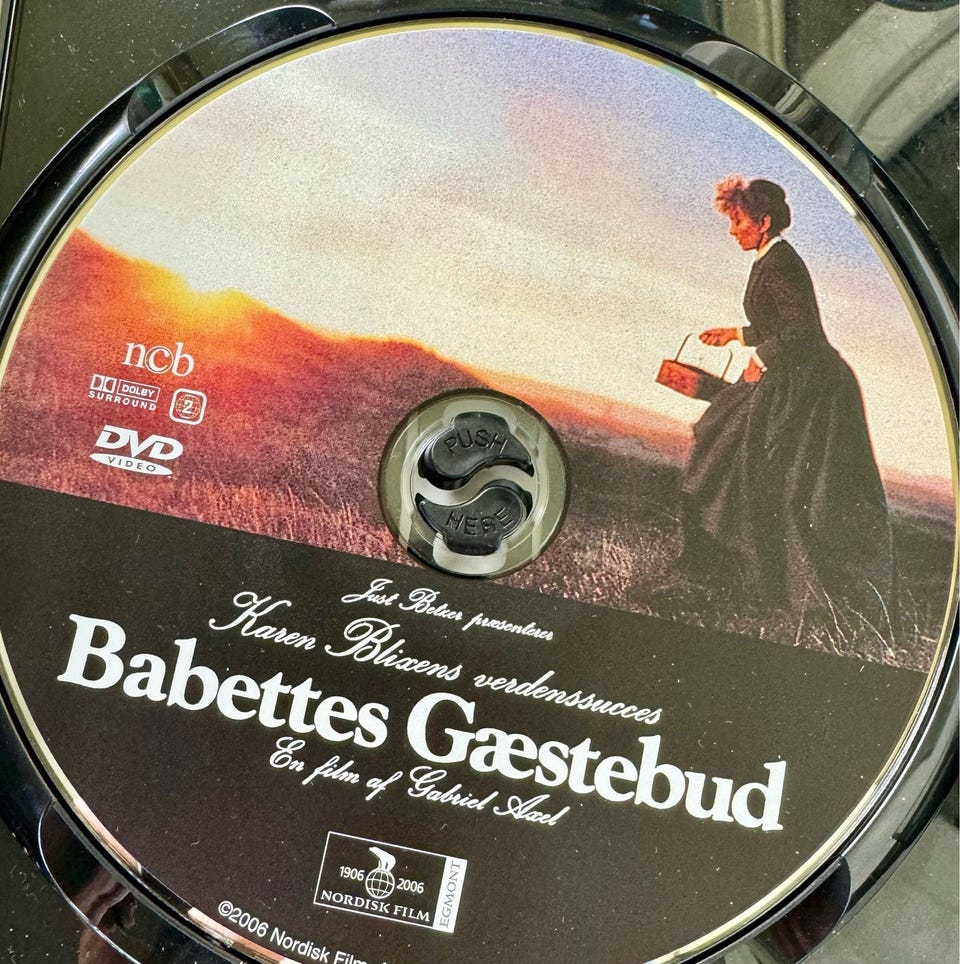 ncb
DOLBY
SURROUND
2
DVD
VIDEO
PUSH
HERE
Just Betzer præsenterer
Karen Blixens verdenssucces
Babettes Gæstebud
En film af Gabriel Axel
1906 2006
NORDISK FILM
EGMONT
©2006 Nordisk Film